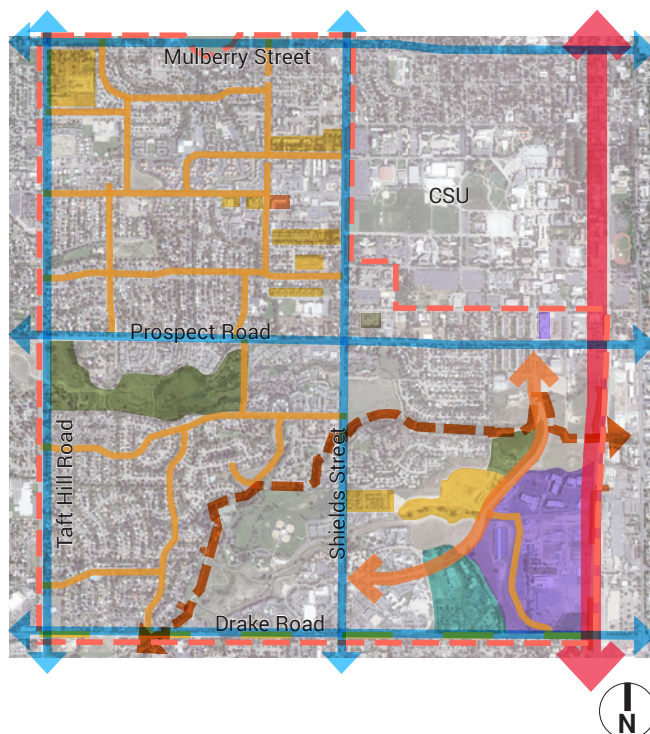 Mulberry Street
CSU
Prospect Road
Taft Hill Road
Shields Street
Drake Road
N